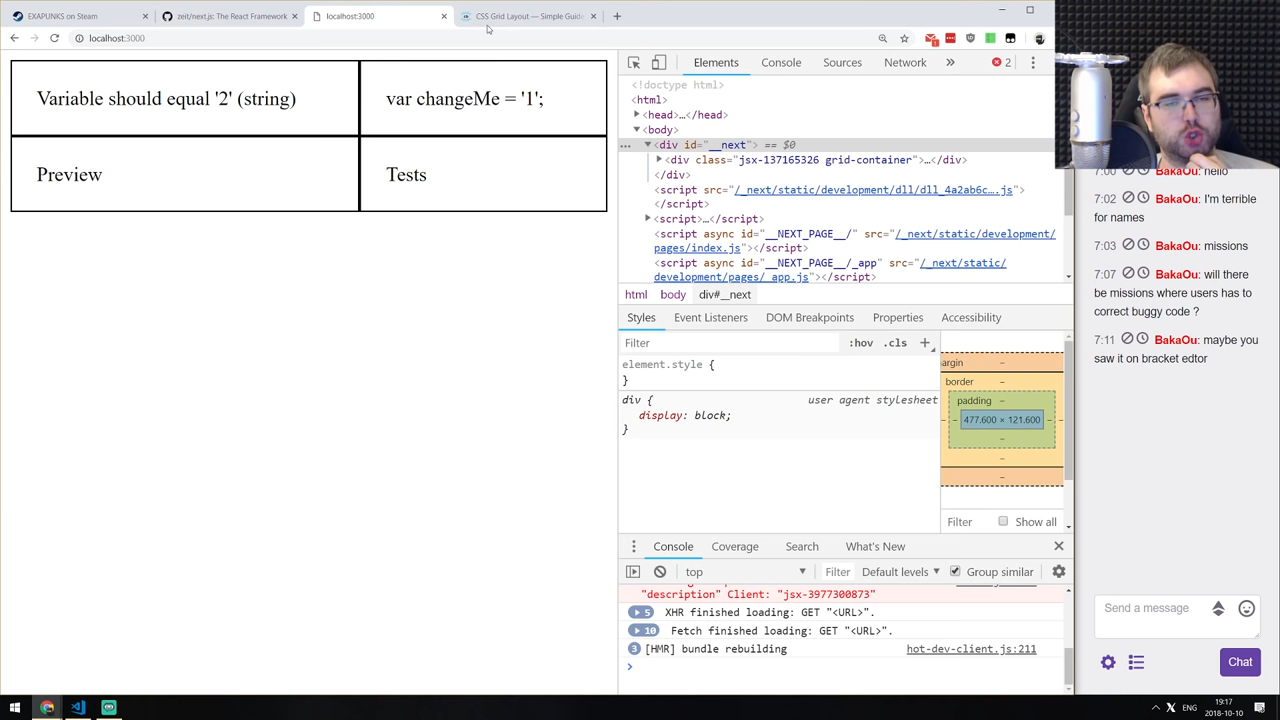 EXAPUNKS on Steam
zeit/next.js: The React Framework
localhost:3000
CSS Grid Layout — Simple Guide
localhost:3000
Variable should equal '2' (string)
var changeMe = '1';
Preview
Tests
Elements
Console
Sources
Network
2
<!doctype html>
<html>
<head>…</head>
<body>
<div id="__next"> == $0
<div class="jsx-137165326 grid-container">…</div>
</div>
<script src="/_next/static/development/dll/dll_4a2ab6c….js">
</script>
<script>…</script>
<script async id="__NEXT_PAGE__/" src="/_next/static/development/
pages/index.js"></script>
<script async id="__NEXT_PAGE__/_app" src="/_next/static/
development/pages/_app.js"></script>
html
body
div#__next
Styles
Event Listeners
DOM Breakpoints
Properties
Accessibility
Filter
:hov
.cls
element.style {
}
div {
user agent stylesheet
display: block;
}
argin
–
border
–
padding
–
477.600 × 121.600
Filter
Show all
Console
Coverage
Search
What's New
top
Filter
Default levels
Group similar
"description" Client: "jsx-3977300873"
5
XHR finished loading: GET "<URL>".
10
Fetch finished loading: GET "<URL>".
3
[HMR] bundle rebuilding
hot-dev-client.js:211
7:00 BakaOu: hello
7:02 BakaOu: I'm terrible
for names
7:03 BakaOu: missions
7:07 BakaOu: will there
be missions where users has to
correct buggy code ?
7:11 BakaOu: maybe you
saw it on bracket edtor
Send a message
Chat
ENG
19:17
2018-10-10